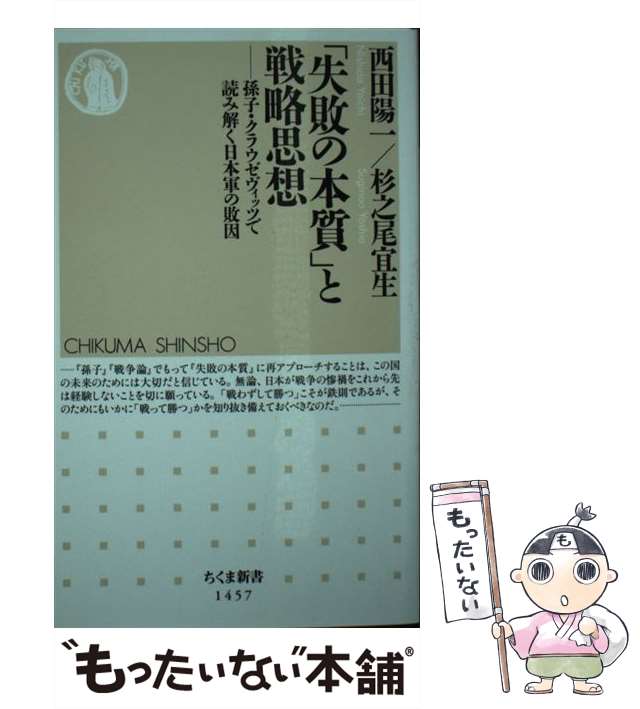 西田陽一／杉之尾宜生
Nishida Yoichi
Suginoo Yoshio
「失敗の本質」と
戦略思想
──孫子・クラウゼヴィッツで
読み解く日本軍の敗因
CHIKUMA SHINSHO
──『孫子』『戦争論』でもって『失敗の本質』に再アプローチすることは、この国
の未来のためには大切だと信じている。無論、日本が戦争の惨禍をこれから先
は経験しないことを切に願っている。「戦わずして勝つ」こそが鉄則であるが、そ
のためにもいかに「戦って勝つ」かを知り抜き備えておくべきなのだ。
ちくま新書
1457
“もったいない”本舗®
もったいない